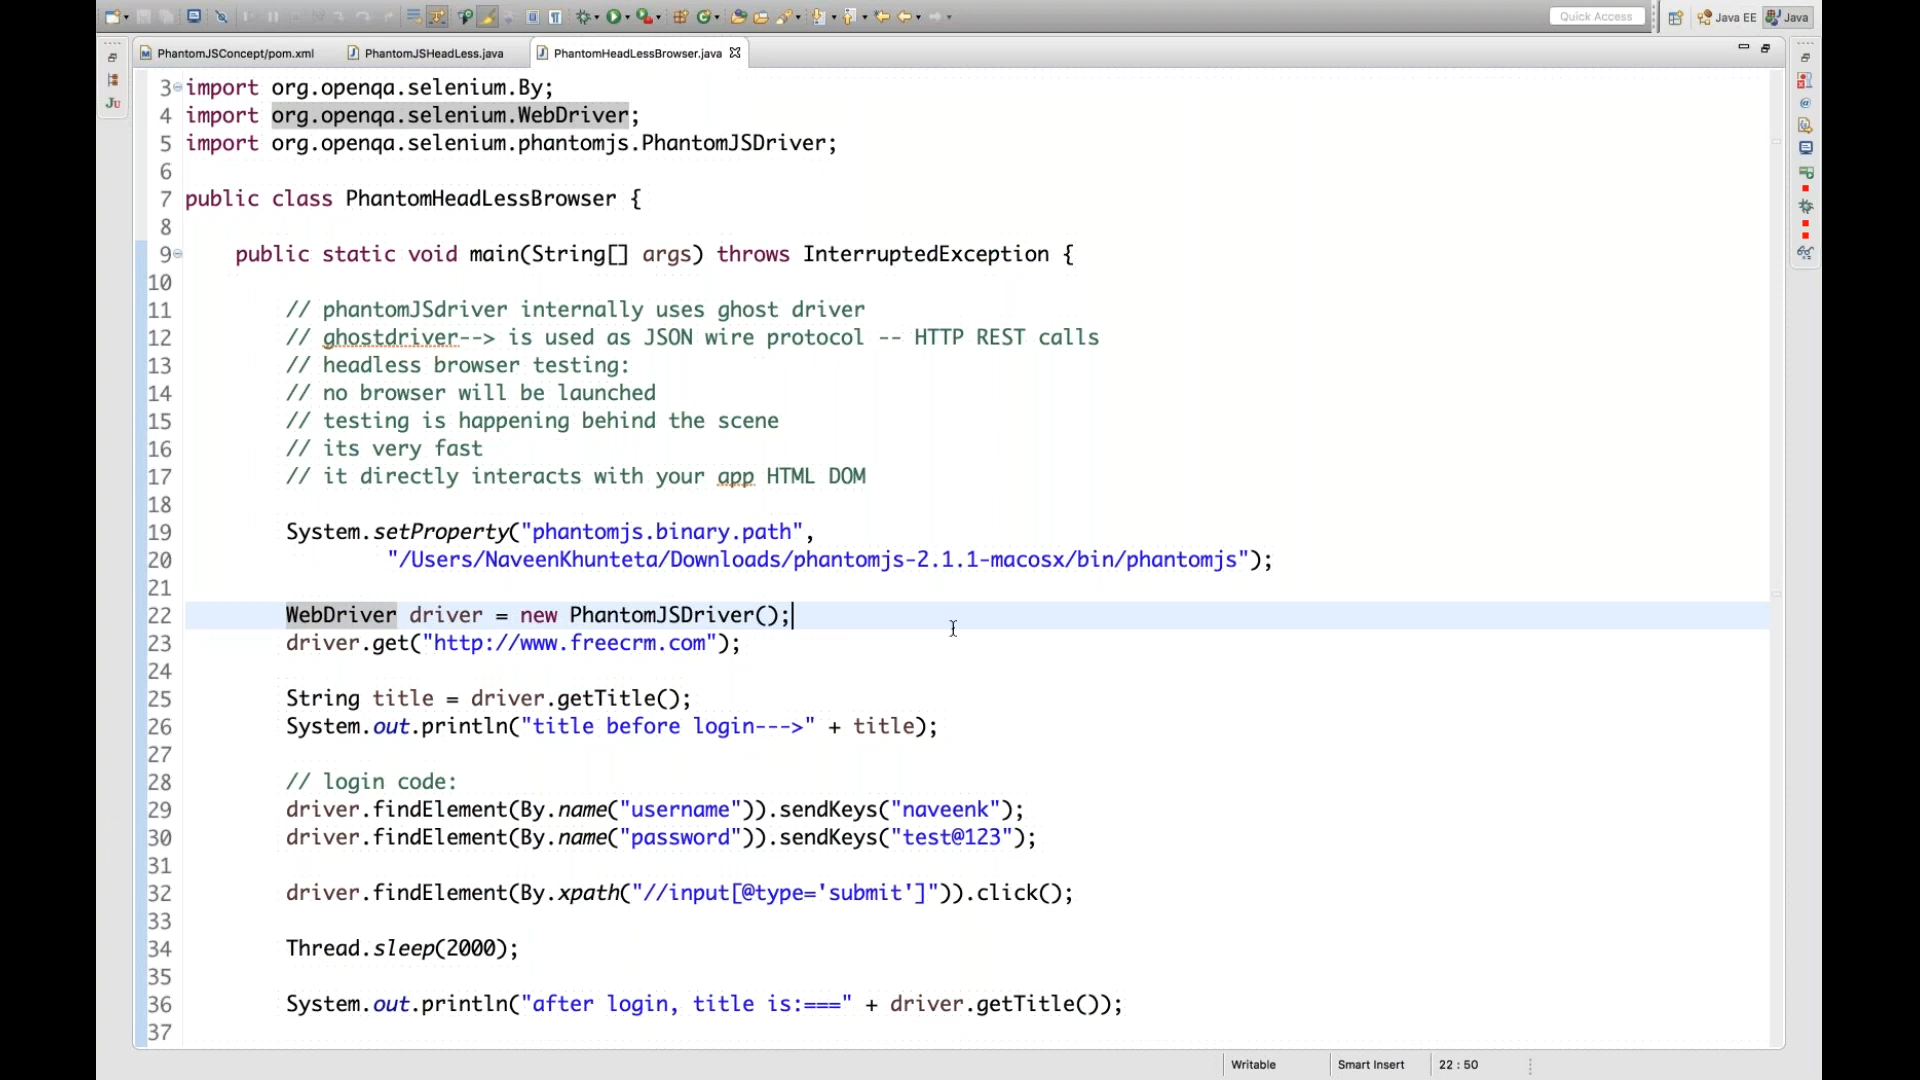 Quick Access
Java EE
Java
PhantomJSConcept/pom.xml
PhantomJSHeadLess.java
PhantomHeadLessBrowser.java
3 import org.openqa.selenium.By;
4 import org.openqa.selenium.WebDriver;
5 import org.openqa.selenium.phantomjs.PhantomJSDriver;
6
7 public class PhantomHeadLessBrowser {
8
9 public static void main(String[] args) throws InterruptedException {
10
11 // phantomJSdriver internally uses ghost driver
12 // ghostdriver--> is used as JSON wire protocol -- HTTP REST calls
13 // headless browser testing:
14 // no browser will be launched
15 // testing is happening behind the scene
16 // its very fast
17 // it directly interacts with your app HTML DOM
18
19 System.setProperty("phantomjs.binary.path",
20 "/Users/NaveenKhunteta/Downloads/phantomjs-2.1.1-macosx/bin/phantomjs");
21
22 WebDriver driver = new PhantomJSDriver();
23 driver.get("http://www.freecrm.com");
24
25 String title = driver.getTitle();
26 System.out.println("title before login--->" + title);
27
28 // login code:
29 driver.findElement(By.name("username")).sendKeys("naveenk");
30 driver.findElement(By.name("password")).sendKeys("test@123");
31
32 driver.findElement(By.xpath("//input[@type='submit']")).click();
33
34 Thread.sleep(2000);
35
36 System.out.println("after login, title is:===" + driver.getTitle());
37
Writable
Smart Insert
22 : 50